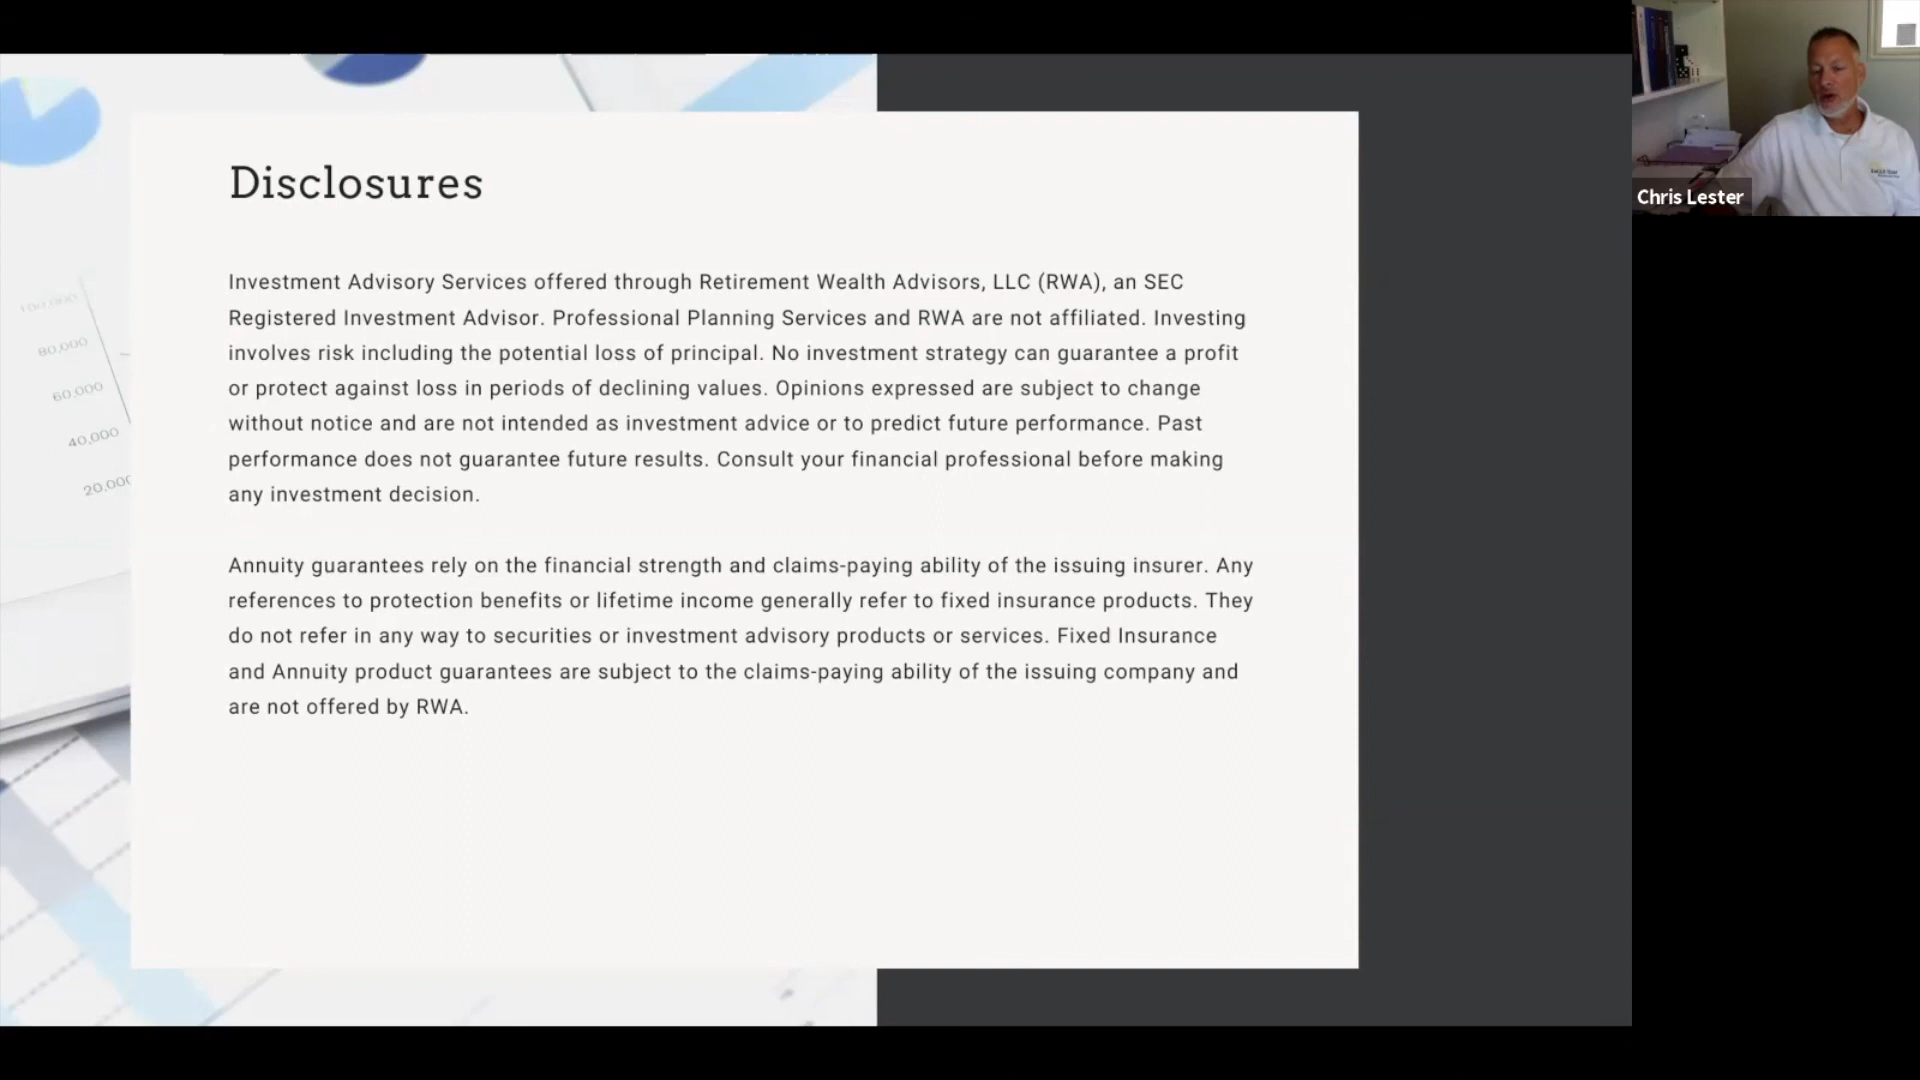 Disclosures
Investment Advisory Services offered through Retirement Wealth Advisors, LLC (RWA), an SEC
Registered Investment Advisor. Professional Planning Services and RWA are not affiliated. Investing
involves risk including the potential loss of principal. No investment strategy can guarantee a profit
or protect against loss in periods of declining values. Opinions expressed are subject to change
without notice and are not intended as investment advice or to predict future performance. Past
performance does not guarantee future results. Consult your financial professional before making
any investment decision.
Annuity guarantees rely on the financial strength and claims-paying ability of the issuing insurer. Any
references to protection benefits or lifetime income generally refer to fixed insurance products. They
do not refer in any way to securities or investment advisory products or services. Fixed Insurance
and Annuity product guarantees are subject to the claims-paying ability of the issuing company and
are not offered by RWA.
100,000
80,000
60,000
40,000
20,000
Chris Lester